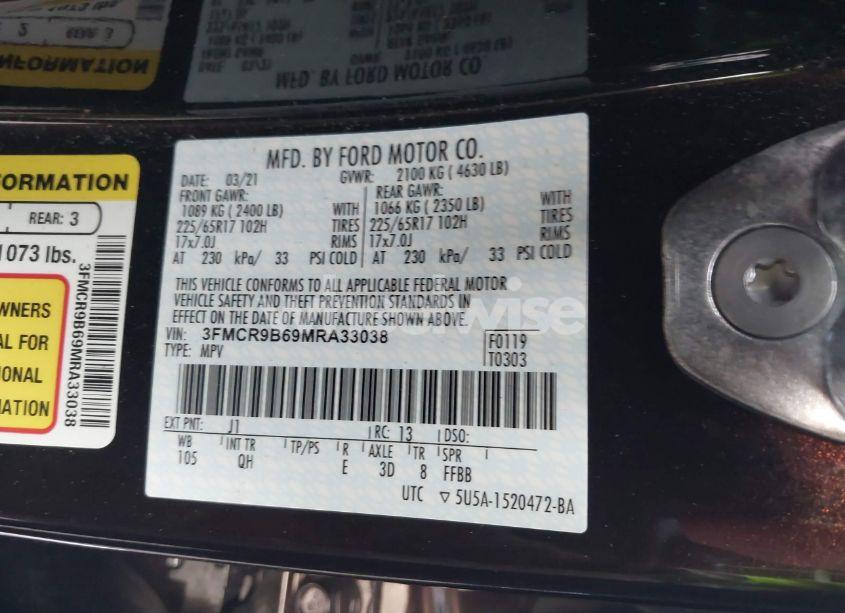 MFD. BY FORD MOTOR CO.
DATE: 03/21 GVWR: 2100 KG ( 4630 LB)
FRONT GAWR: REAR GAWR:
1089 KG ( 2400 LB) WITH 1066 KG ( 2350 LB) WITH
225/65R17 102H TIRES 225/65R17 102H TIRES
17x7.0J RIMS 17x7.0J RIMS
AT 230 kPa/ 33 PSI COLD AT 230 kPa/ 33 PSI COLD
THIS VEHICLE CONFORMS TO ALL APPLICABLE FEDERAL MOTOR
VEHICLE SAFETY AND THEFT PREVENTION STANDARDS IN
EFFECT ON THE DATE OF MANUFACTURE SHOWN ABOVE.
VIN: 3FMCR9B69MRA33038 F0119
TYPE: MPV T0303
EXT PNT: J1 RC: 13 DSO:
WB INT TR TP/PS R AXLE TR SPR
105 QH E 3D 8 FFBB
UTC ▽ 5U5A-1520472-BA
FORMATION
REAR: 3
1073 lbs.
WNERS
AL FOR
IONAL
MATION
3FMCR9B69MRA33038
MFD. BY FORD MOTOR CO.
INFORMATION
2 REAR: 3